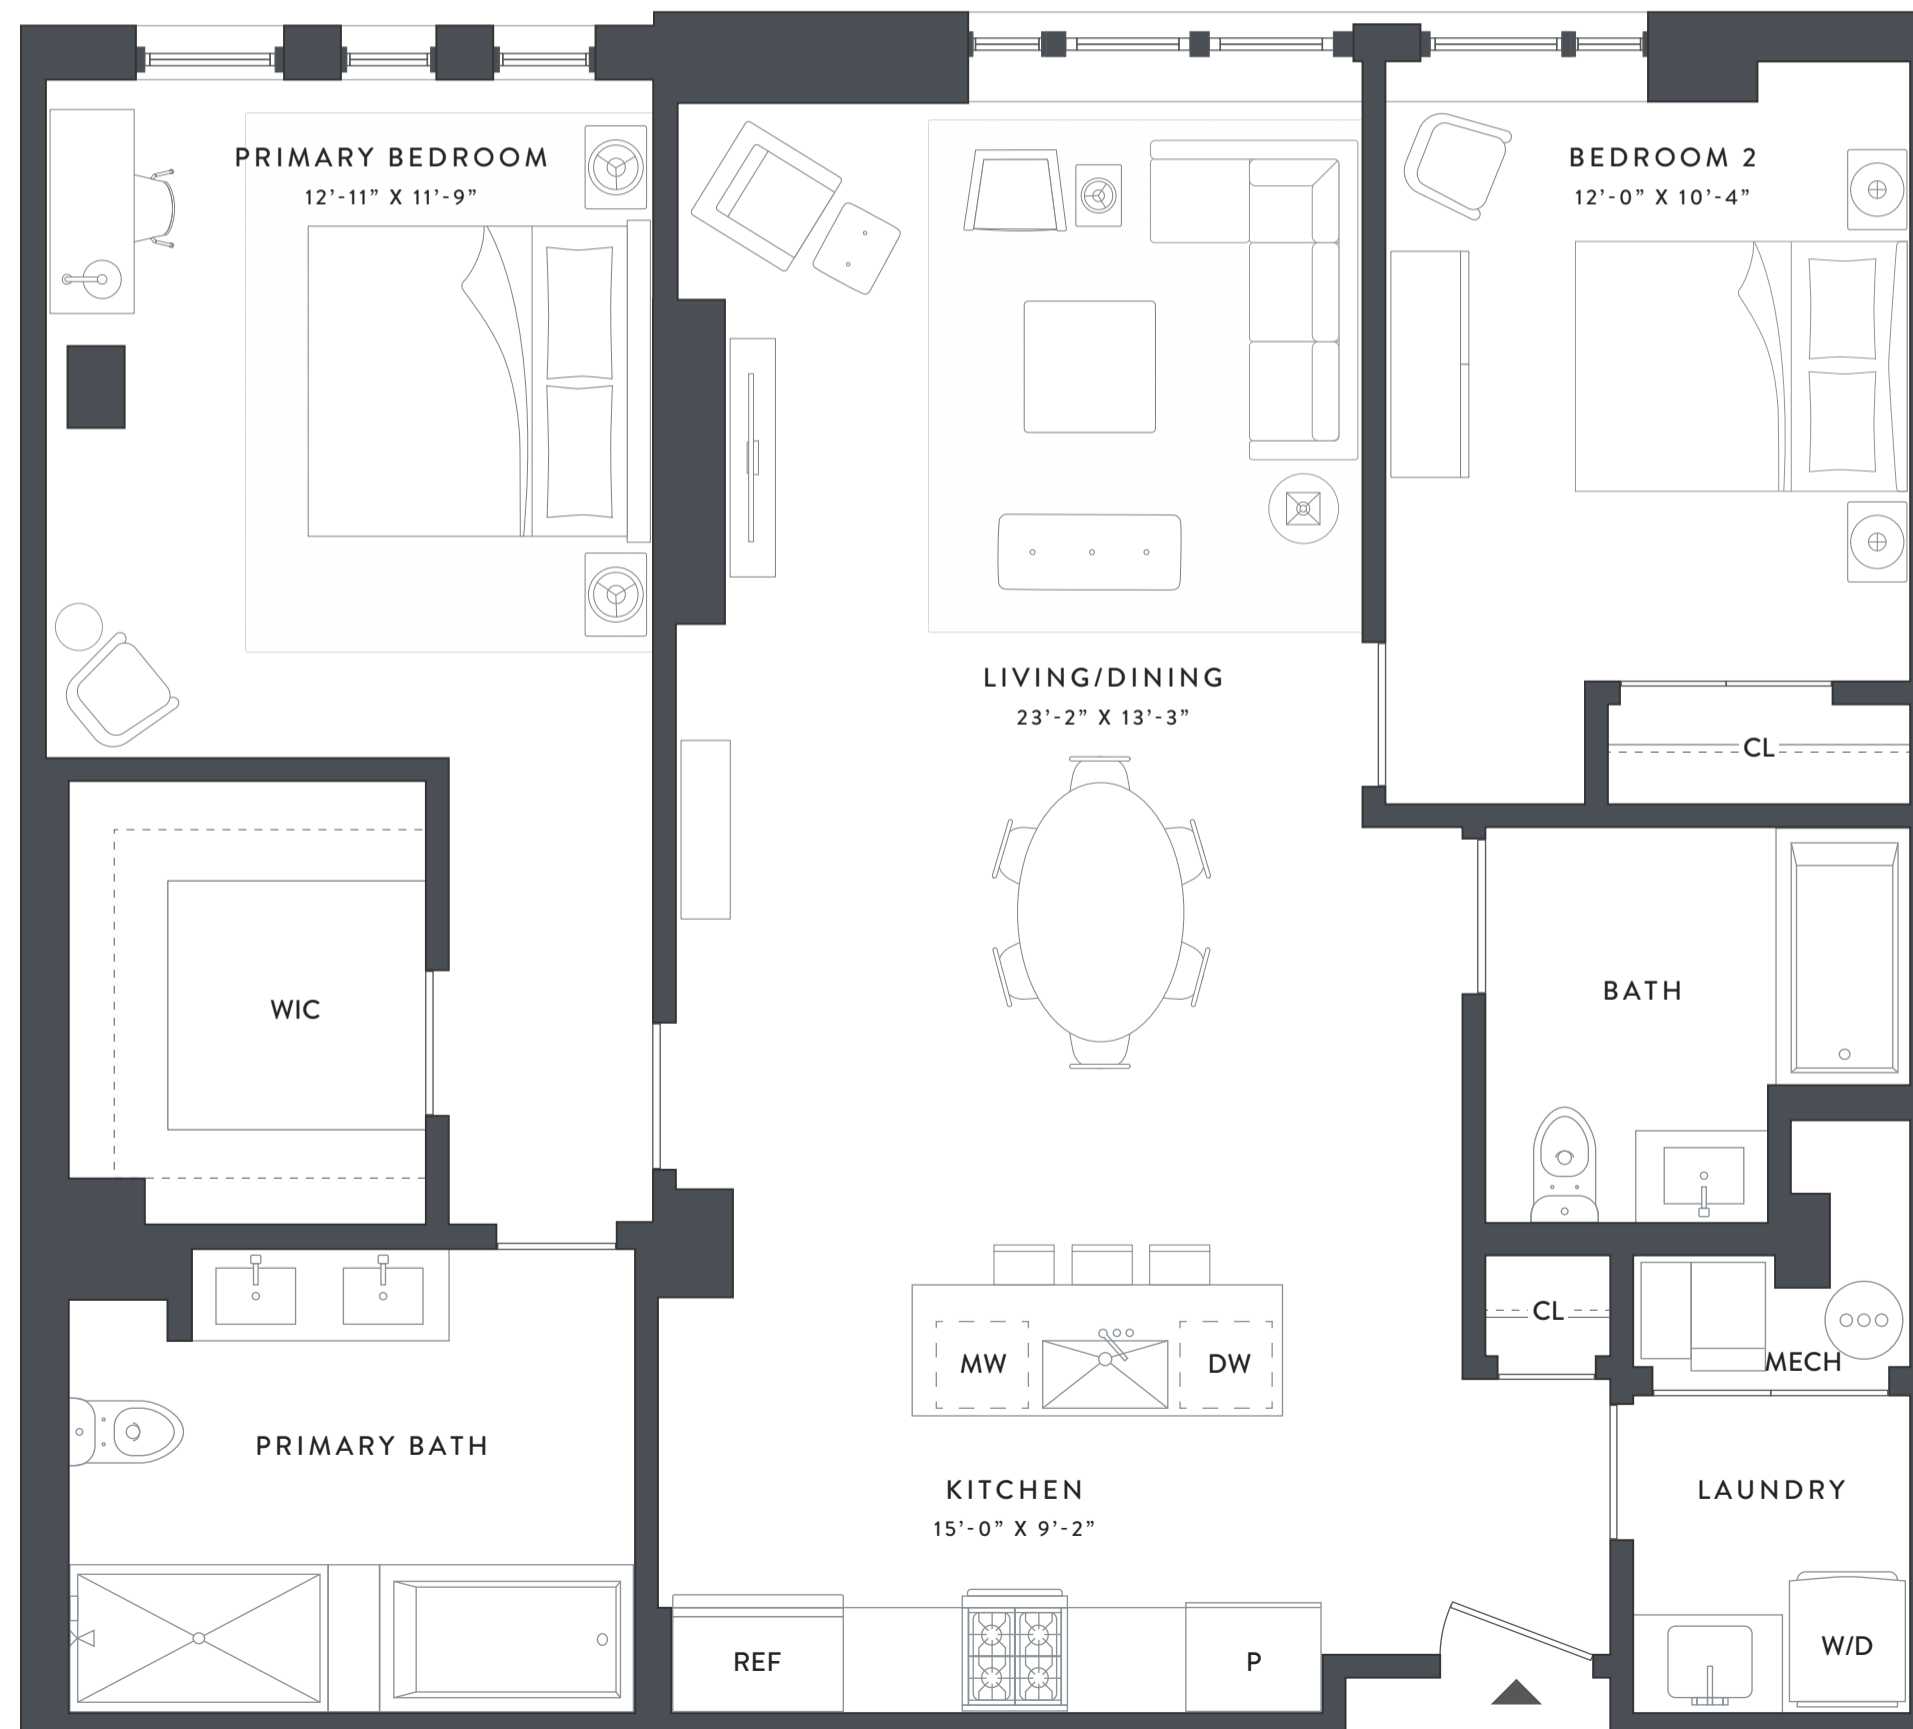 PRIMARY BEDROOM
12’-11” X 11’-9”
BEDROOM 2
12’-0” X 10’-4”
LIVING/DINING
23’-2” X 13’-3”
CL
WIC
BATH
CL
MW
DW
MECH
PRIMARY BATH
KITCHEN
15’-0” X 9’-2”
LAUNDRY
REF
P
W/D